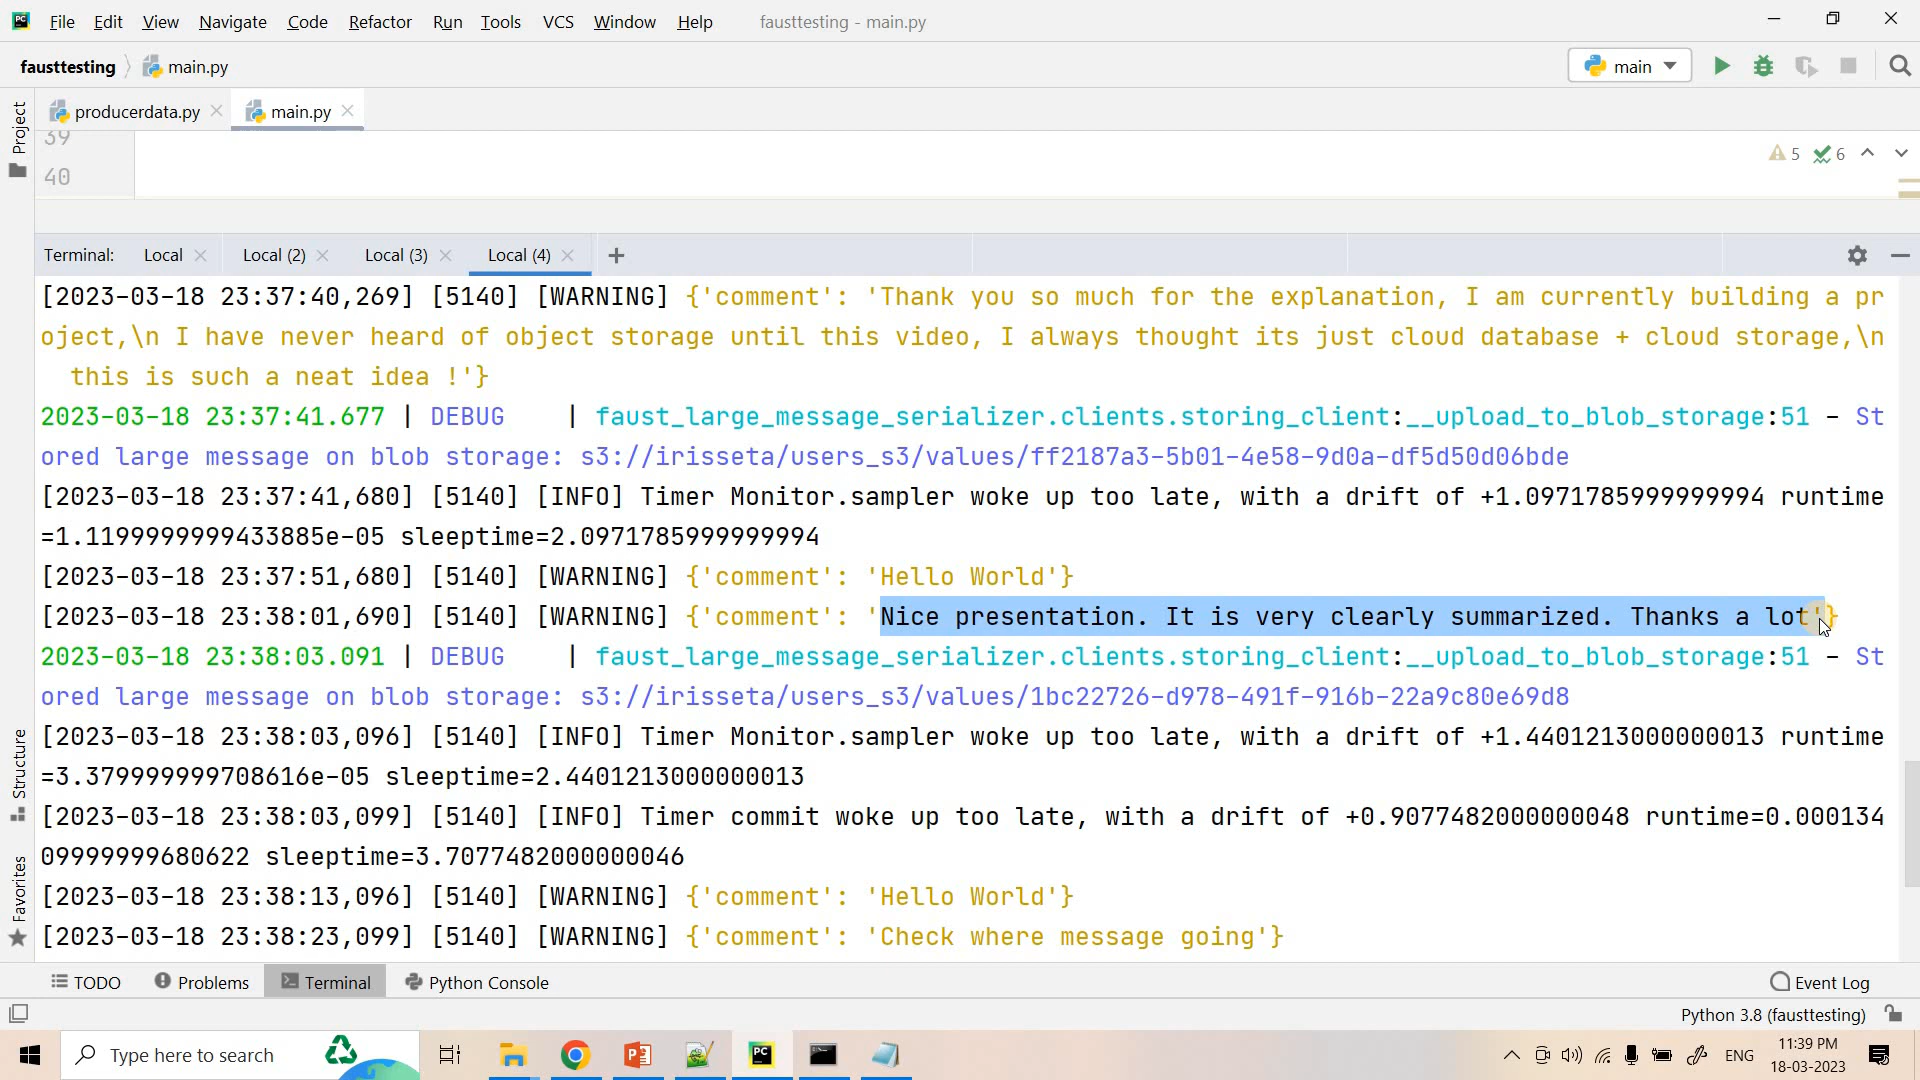 File Edit View Navigate Code Refactor Run Tools VCS Window Help fausttesting - main.py
fausttesting main.py main
producerdata.py main.py
Project
39
40
5 6
Terminal: Local Local (2) Local (3) Local (4) +
[2023-03-18 23:37:40,269] [5140] [WARNING] {'comment': 'Thank you so much for the explanation, I am currently building a pr
oject,\n I have never heard of object storage until this video, I always thought its just cloud database + cloud storage,\n
this is such a neat idea !'}
2023-03-18 23:37:41.677 | DEBUG | faust_large_message_serializer.clients.storing_client:__upload_to_blob_storage:51 - St
ored large message on blob storage: s3://irisseta/users_s3/values/ff2187a3-5b01-4e58-9d0a-df5d50d06bde
[2023-03-18 23:37:41,680] [5140] [INFO] Timer Monitor.sampler woke up too late, with a drift of +1.0971785999999994 runtime
=1.1199999999433885e-05 sleeptime=2.0971785999999994
[2023-03-18 23:37:51,680] [5140] [WARNING] {'comment': 'Hello World'}
[2023-03-18 23:38:01,690] [5140] [WARNING] {'comment': 'Nice presentation. It is very clearly summarized. Thanks a lot'}
2023-03-18 23:38:03.091 | DEBUG | faust_large_message_serializer.clients.storing_client:__upload_to_blob_storage:51 - St
ored large message on blob storage: s3://irisseta/users_s3/values/1bc22726-d978-491f-916b-22a9c80e69d8
[2023-03-18 23:38:03,096] [5140] [INFO] Timer Monitor.sampler woke up too late, with a drift of +1.4401213000000013 runtime
=3.379999999708616e-05 sleeptime=2.4401213000000013
[2023-03-18 23:38:03,099] [5140] [INFO] Timer commit woke up too late, with a drift of +0.9077482000000048 runtime=0.000134
09999999680622 sleeptime=3.7077482000000046
[2023-03-18 23:38:13,096] [5140] [WARNING] {'comment': 'Hello World'}
[2023-03-18 23:38:23,099] [5140] [WARNING] {'comment': 'Check where message going'}
Structure
Favorites
TODO Problems Terminal Python Console Event Log
Python 3.8 (fausttesting)
Type here to search ENG 11:39 PM
18-03-2023